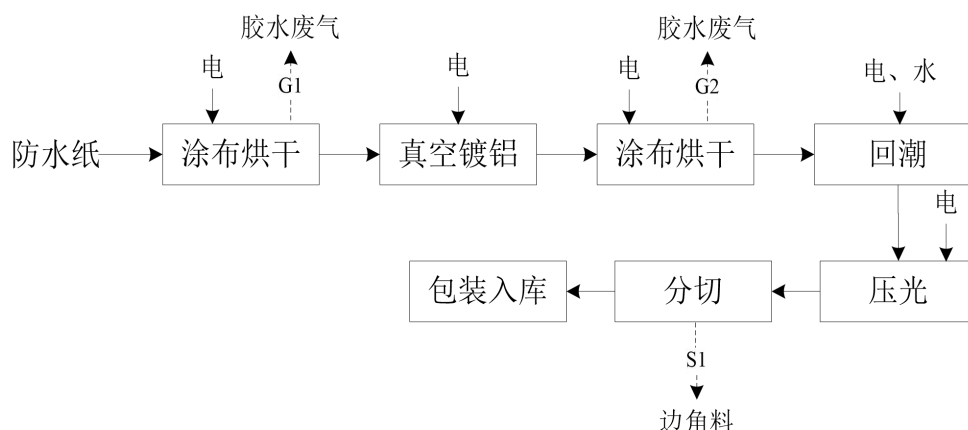 胶水废气
胶水废气
电
G1
电
电
G2
电、水
防水纸
涂布烘干
真空镀铝
涂布烘干
回潮
电
包装入库
分切
压光
S1
边角料